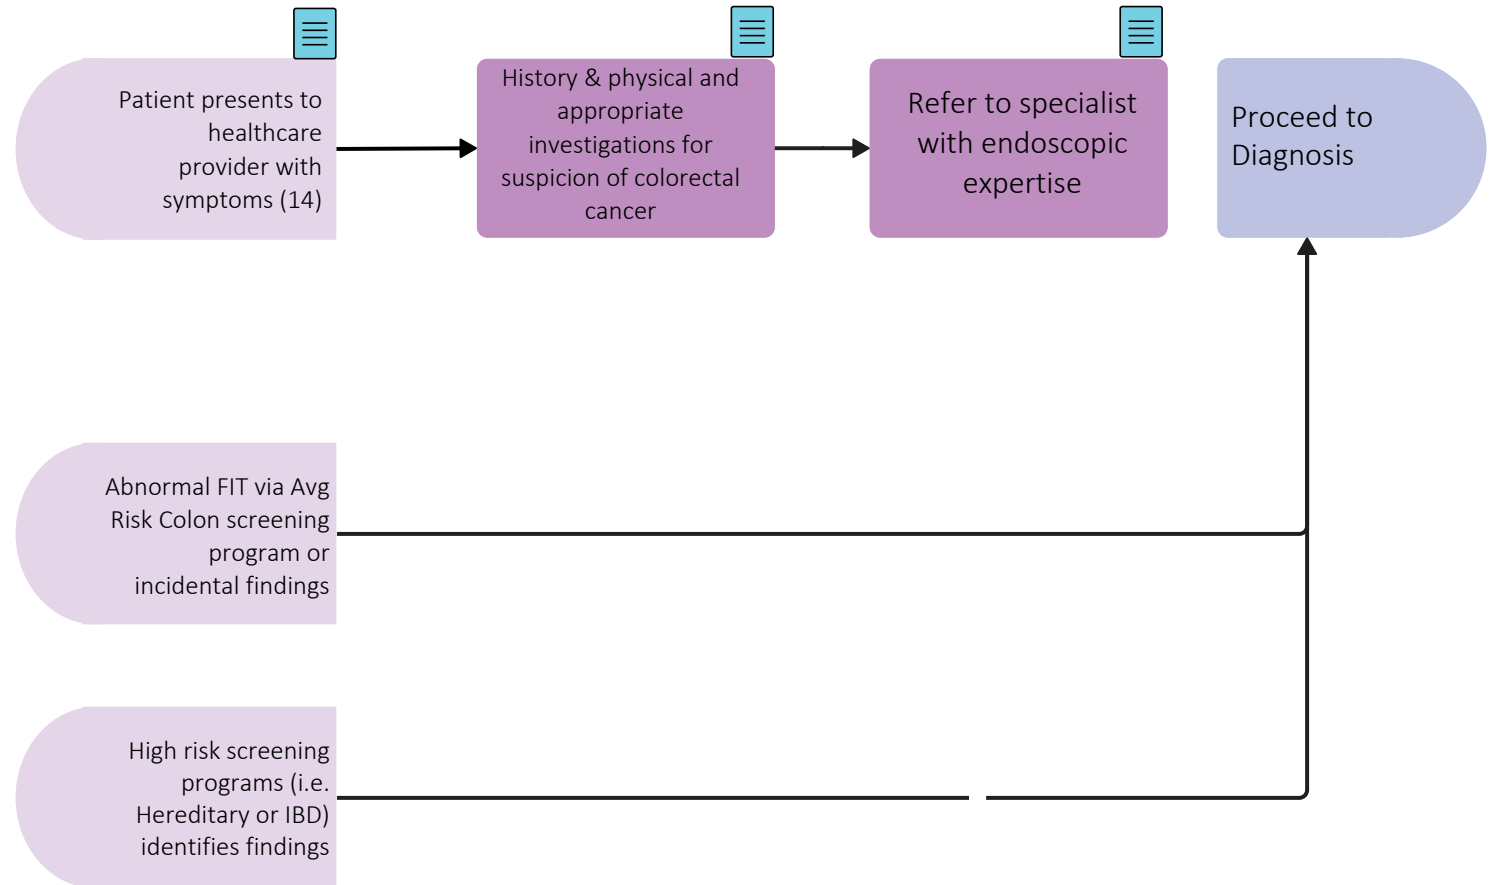 Patient presents to
healthcare
provider with
symptoms (14)
History & physical and
appropriate
investigations for
suspicion of colorectal
cancer
Refer to specialist
with endoscopic
expertise
Proceed to
Diagnosis
Abnormal FIT via Avg
Risk Colon screening
program or
incidental findings
High risk screening
programs (i.e.
Hereditary or IBD)
identifies findings